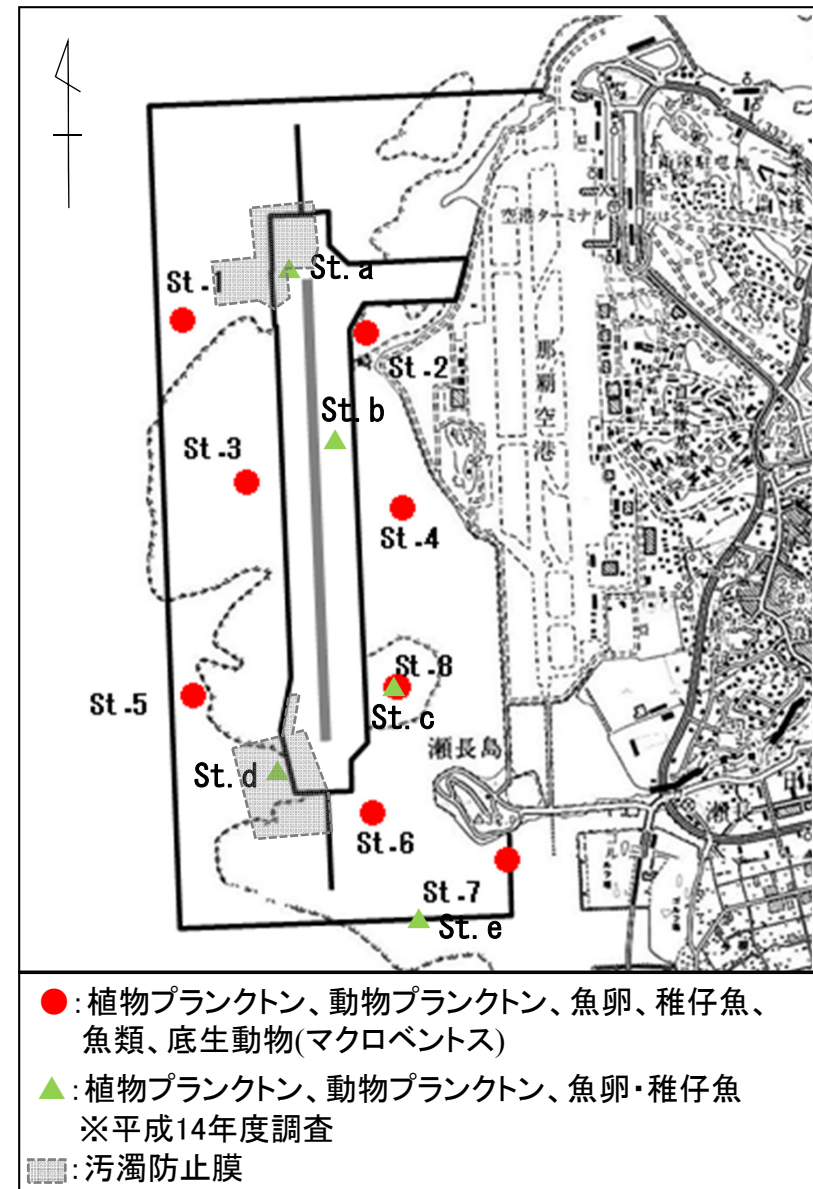 空港ターミナル
St.a
St.-1
St.-2
那覇空港
St.b
St.-3
St.-4
St.-8
St.-5
St.c
瀬長島
St.d
St.-6
St.-7
St.e
●:植物プランクトン、動物プランクトン、魚卵、稚仔魚、
魚類、底生動物(マクロベントス)
▲:植物プランクトン、動物プランクトン、魚卵・稚仔魚
※平成14年度調査
:汚濁防止膜